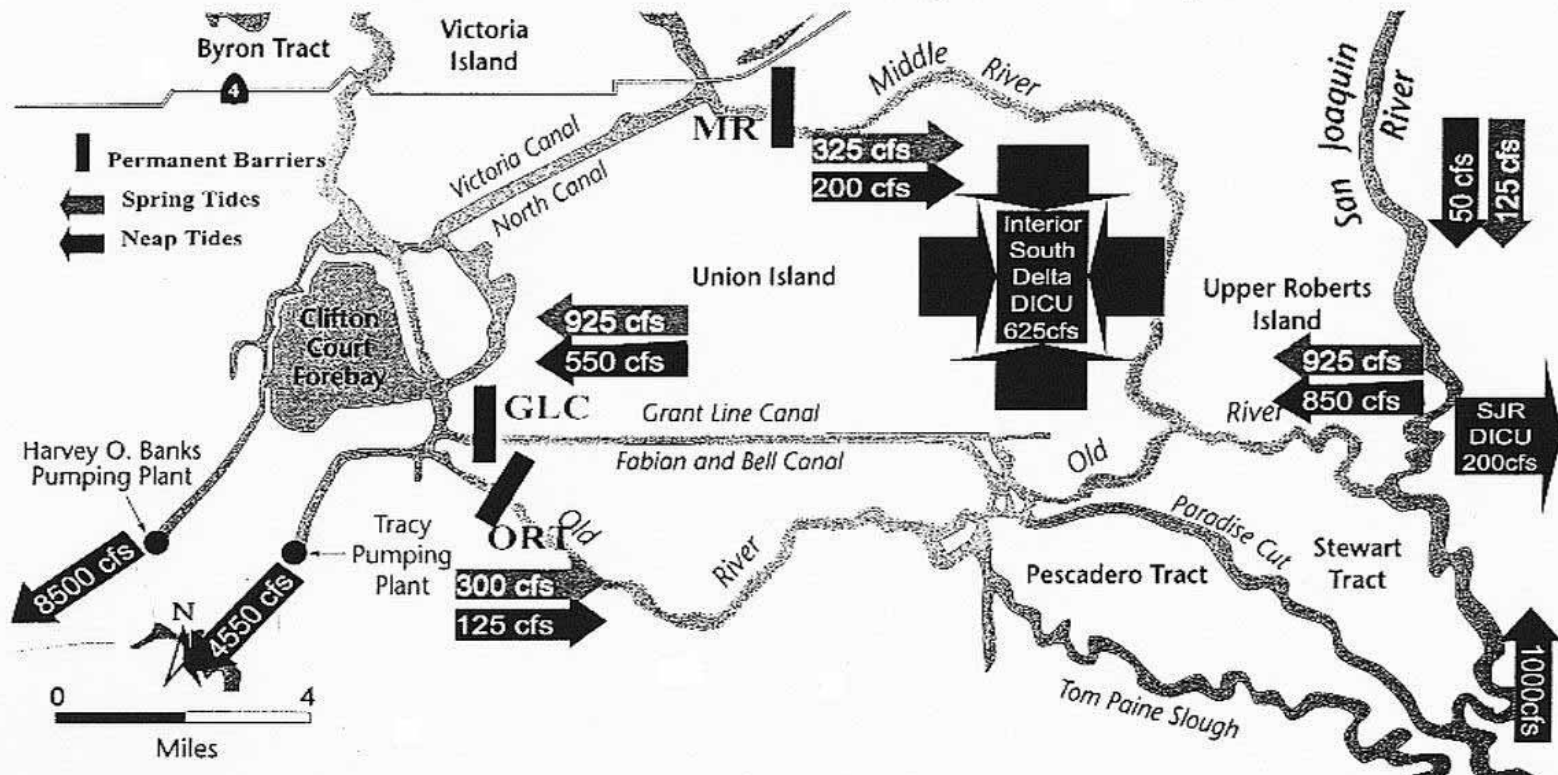 Byron Tract
Victoria
Island
4
Permanent Barriers
Spring Tides
Neap Tides
Victoria Canal
North Canal
MR
Middle River
325 cfs
200 cfs
Interior
South
Delta
DICU
625cfs
San Joaquin
River
50 cfs
125 cfs
Union Island
Upper Roberts
Island
Clifton
Court
Forebay
925 cfs
550 cfs
925 cfs
850 cfs
SJR
DICU
200cfs
GLC
Grant Line Canal
Fabian and Bell Canal
Old River
Harvey O. Banks
Pumping Plant
8500 cfs
Tracy
Pumping
Plant
4550 cfs
ORT
Old River
300 cfs
125 cfs
Paradise Cut
Stewart
Tract
Pescadero Tract
Tom Paine Slough
1000cfs
N
0 4
Miles